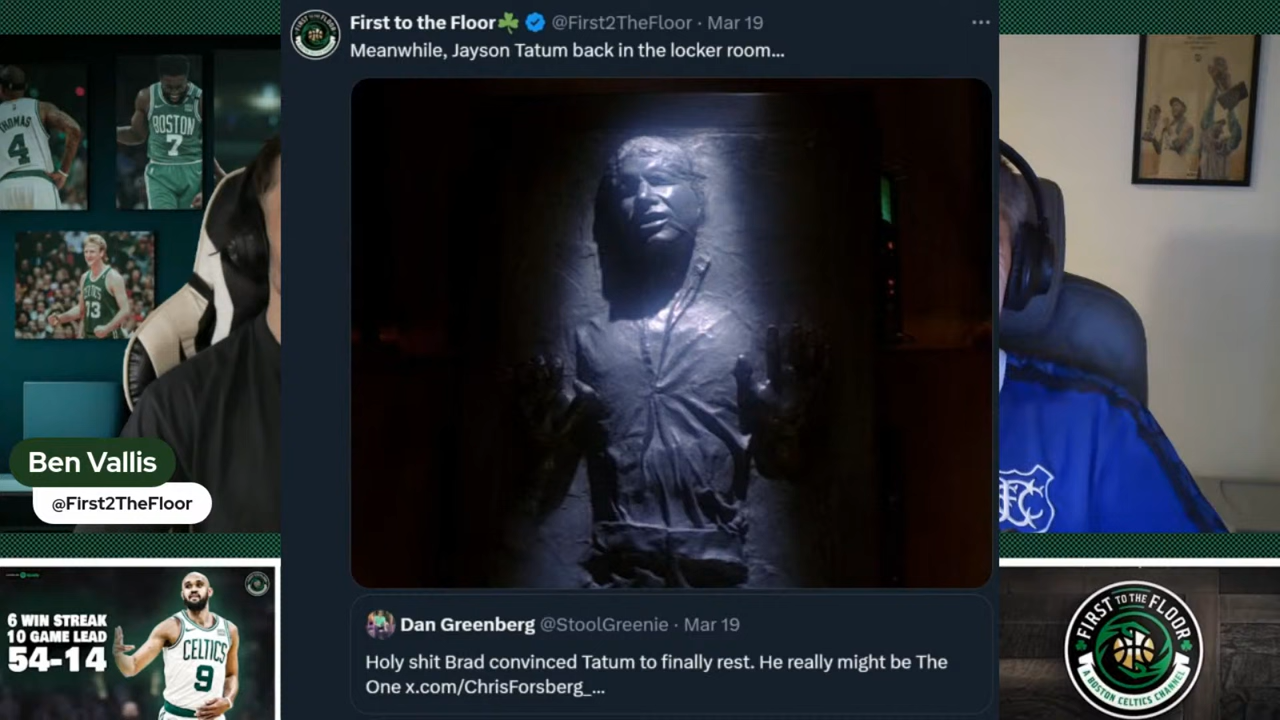 First to the Floor☘️ @First2TheFloor · Mar 19
Meanwhile, Jayson Tatum back in the locker room...
THOMAS
4
BOSTON
7
Ben Vallis
@First2TheFloor
Dan Greenberg @StoolGreenie · Mar 19
Holy shit Brad convinced Tatum to finally rest. He really might be The
One x.com/ChrisForsberg_...
6 WIN STREAK
10 GAME LEAD
54-14
CELTICS
9
FIRST TO THE FLOOR
A BOSTON CELTICS CHANNEL